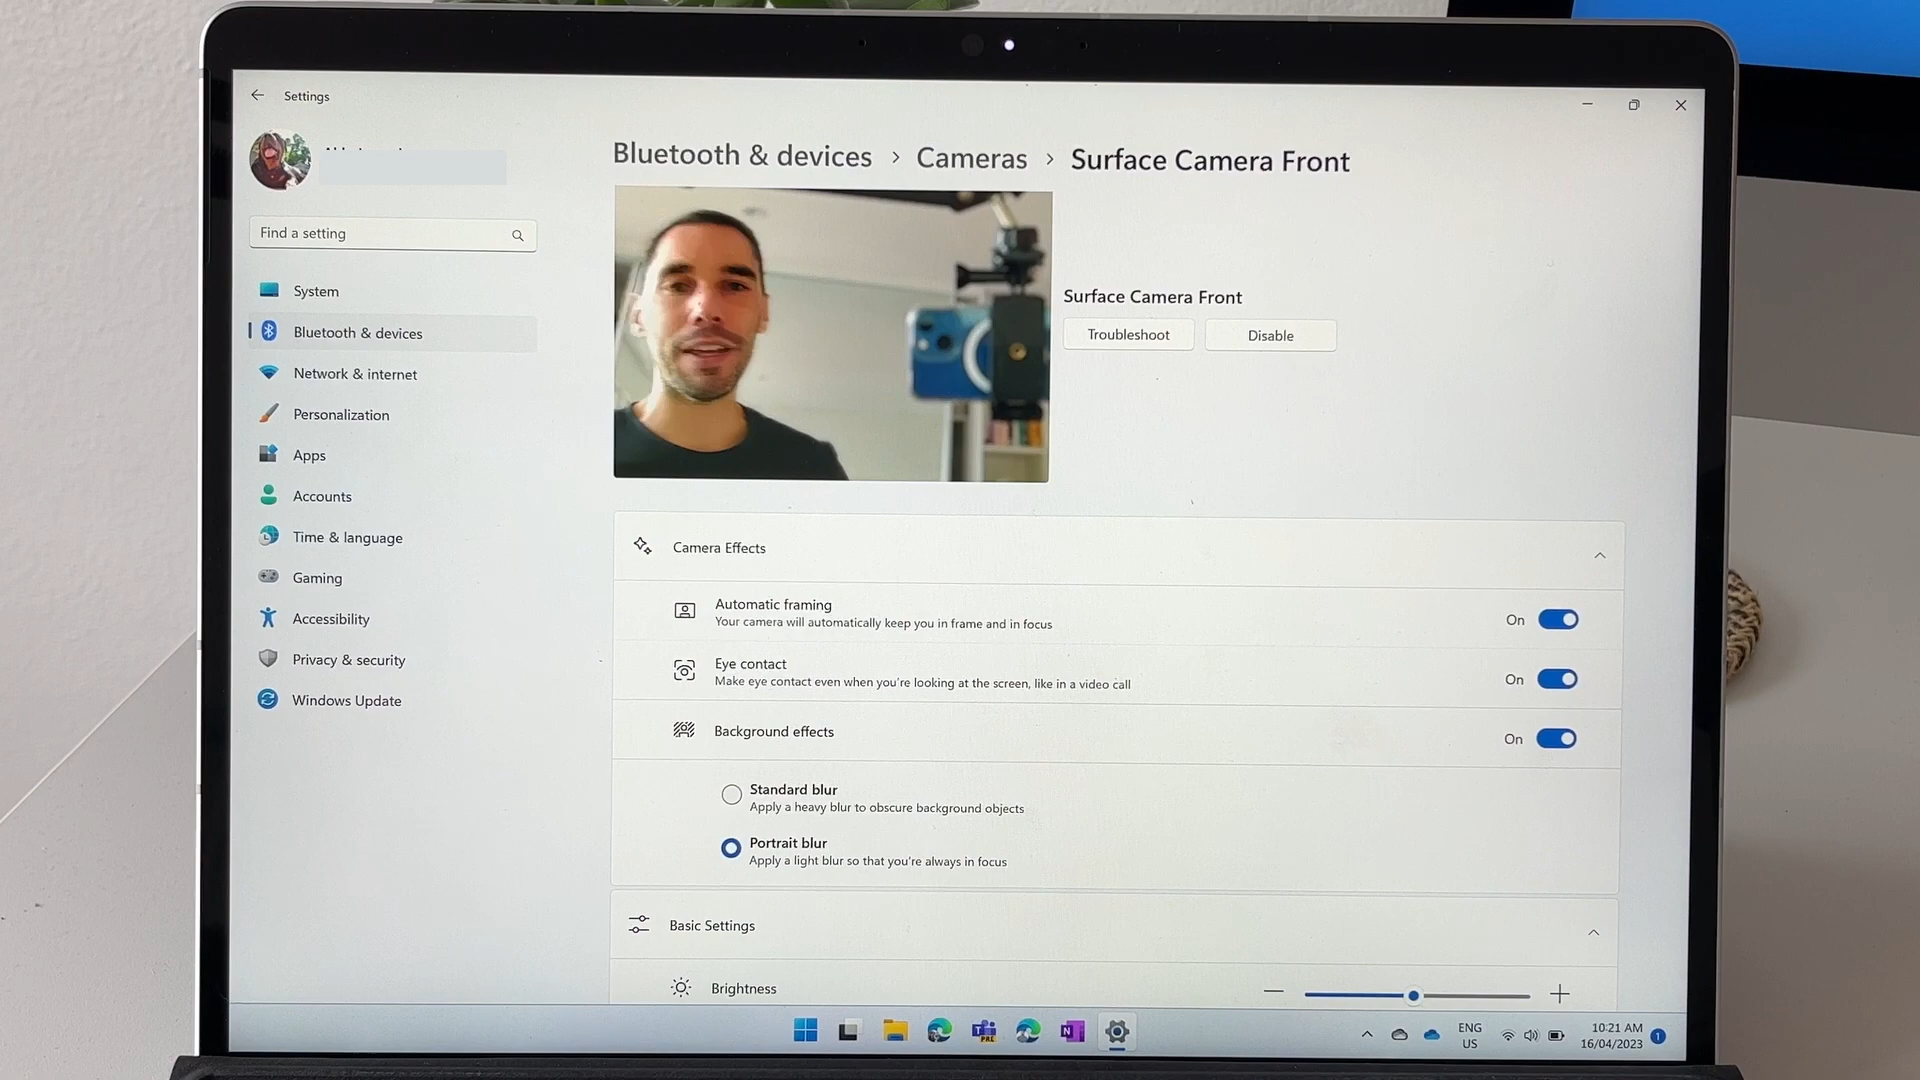 Settings
Bluetooth & devices > Cameras > Surface Camera Front
Find a setting
System
Bluetooth & devices
Network & internet
Personalization
Apps
Accounts
Time & language
Gaming
Accessibility
Privacy & security
Windows Update
Surface Camera Front
Troubleshoot
Disable
Camera Effects
Automatic framing
Your camera will automatically keep you in frame and in focus
On
Eye contact
Make eye contact even when you're looking at the screen, like in a video call
On
Background effects
On
Standard blur
Apply a heavy blur to obscure background objects
Portrait blur
Apply a light blur so that you're always in focus
Basic Settings
Brightness
PRE
N
ENG
US
10:21 AM
16/04/2023
1